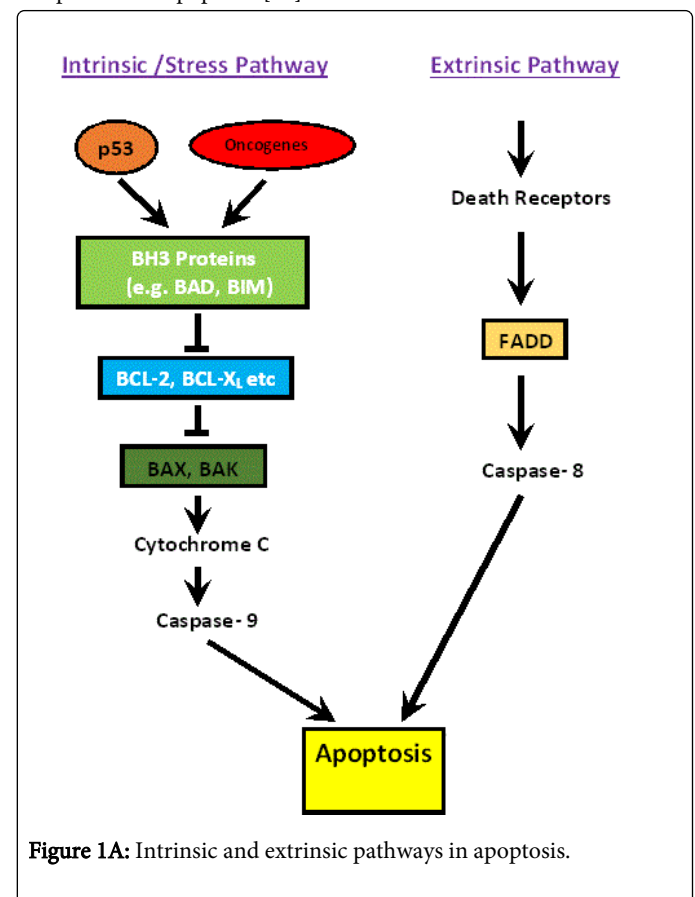 Intrinsic /Stress Pathway
Extrinsic Pathway
p53
Oncogenes
Death Receptors
BH3 Proteins
(e.g. BAD, BIM)
FADD
BCL-2, BCL-XL etc
BAX, BAK
Caspase- 8
Cytochrome C
Caspase- 9
Apoptosis
Figure 1A: Intrinsic and extrinsic pathways in apoptosis.